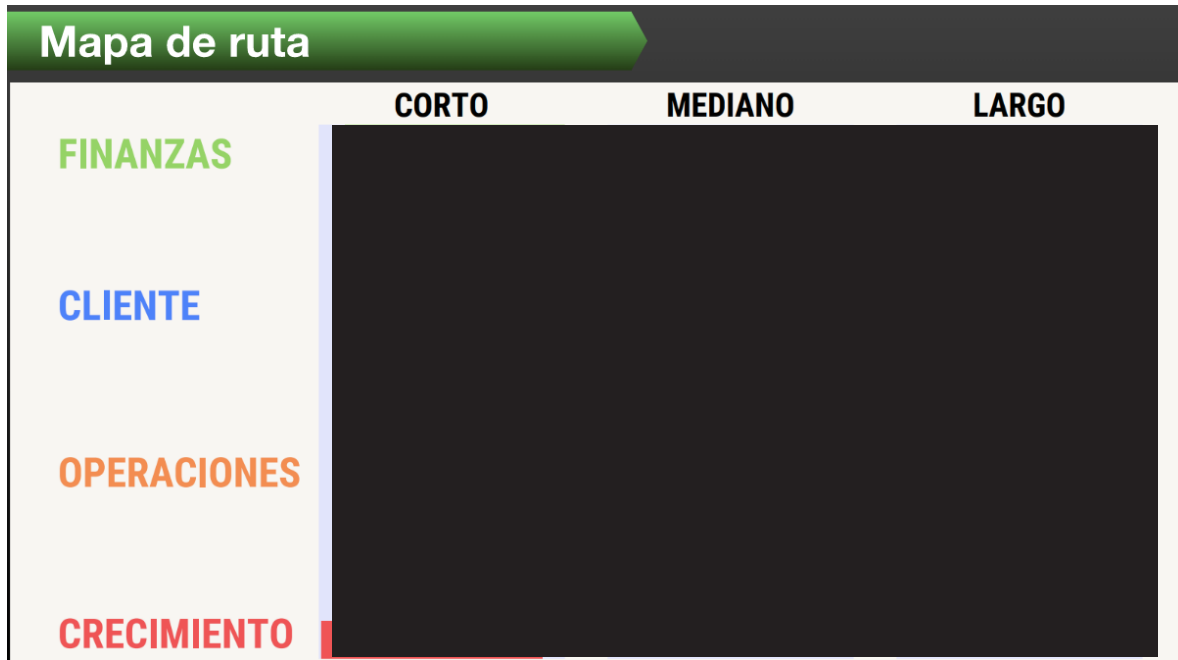 Mapa de ruta
CORTO MEDIANO LARGO
FINANZAS
CLIENTE
OPERACIONES
CRECIMIENTO